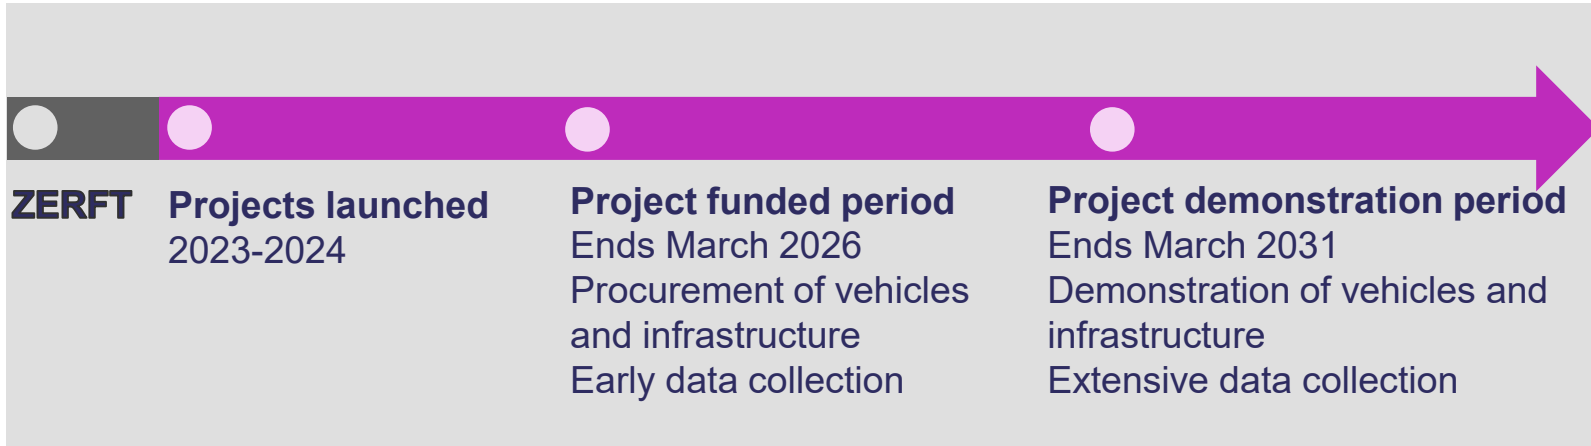 ZERFT
Projects launched
2023-2024
Project funded period
Ends March 2026
Procurement of vehicles
and infrastructure
Early data collection
Project demonstration period
Ends March 2031
Demonstration of vehicles and
infrastructure
Extensive data collection